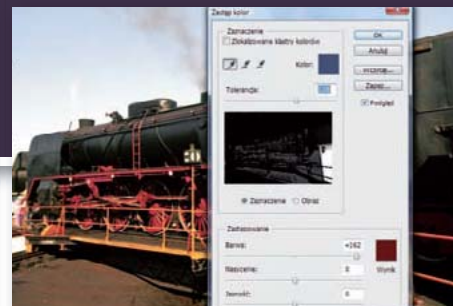 Zastąp kolor
Zaznaczenie
OK
Zlokalizowane klastry kolorów
Anuluj
Kolor:
Wczytaj...
Tolerancja:
Zapisz...
Podgląd
Zaznaczenie Obraz
Zastosowanie
Barwa: +162
Nasycenie: 0 Wynik
Jasność: 0